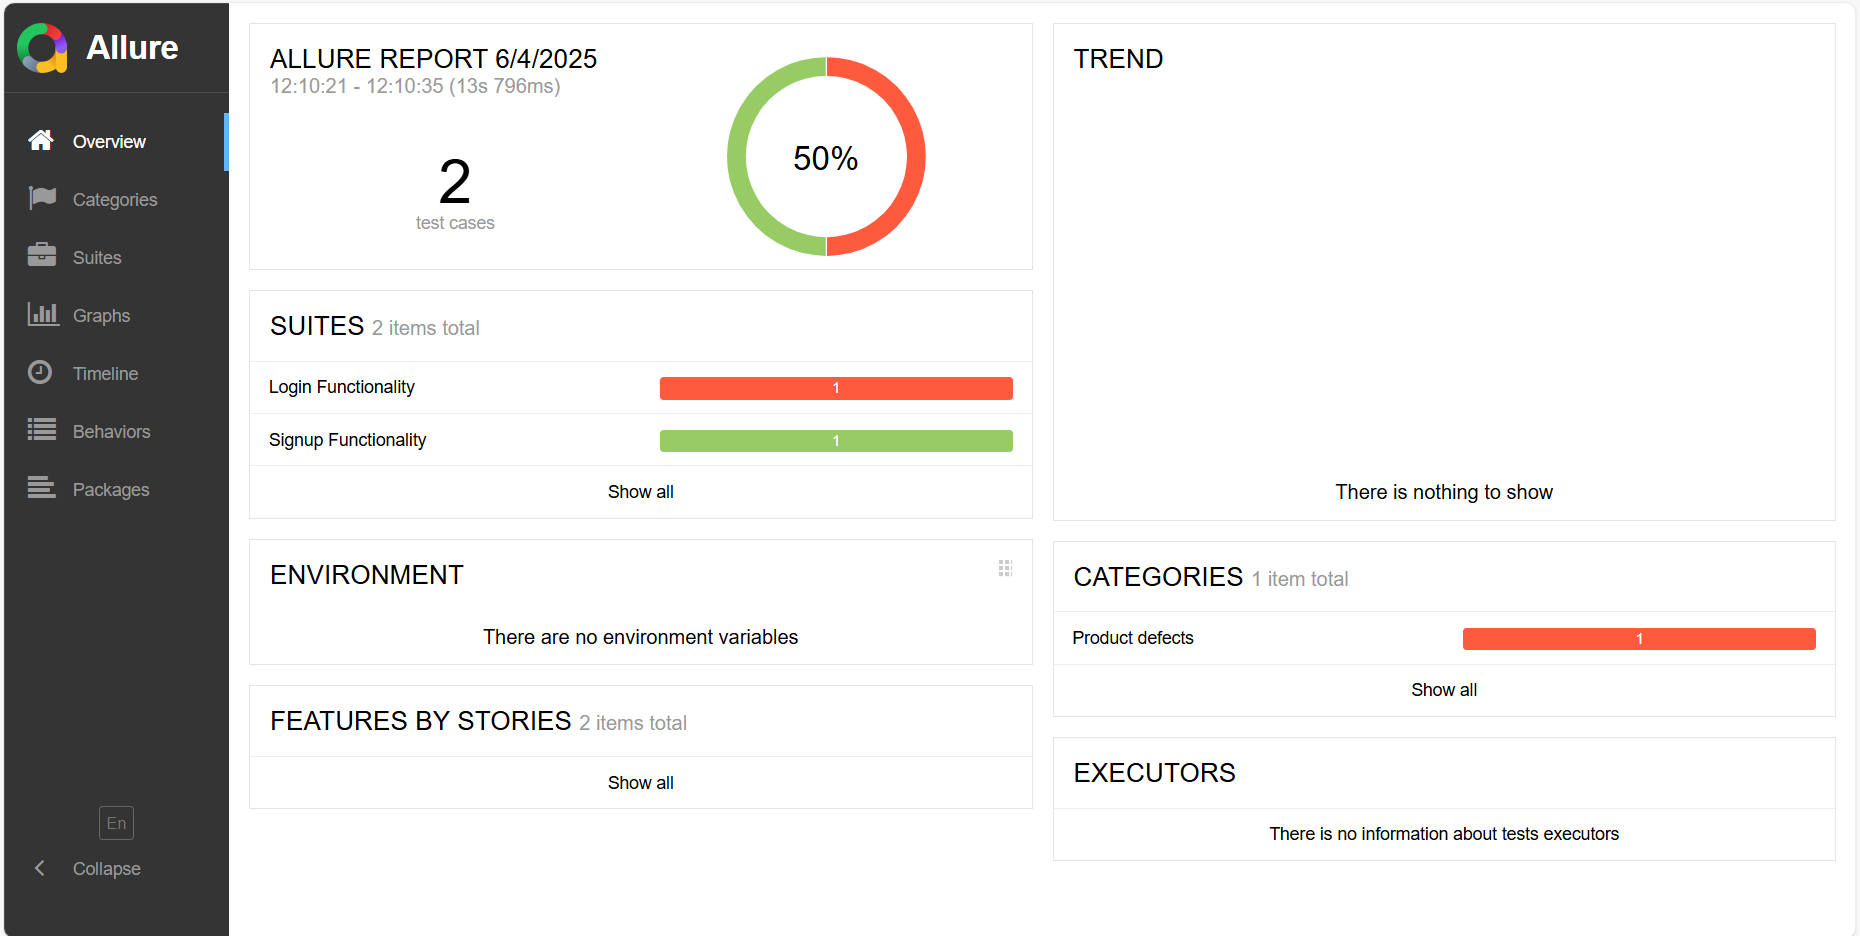 Allure
Overview
Categories
Suites
Graphs
Timeline
Behaviors
Packages
En
Collapse
ALLURE REPORT 6/4/2025
12:10:21 - 12:10:35 (13s 796ms)
2
test cases
50%
SUITES 2 items total
Login Functionality 1
Signup Functionality 1
Show all
ENVIRONMENT
There are no environment variables
FEATURES BY STORIES 2 items total
Show all
TREND
There is nothing to show
CATEGORIES 1 item total
Product defects 1
Show all
EXECUTORS
There is no information about tests executors